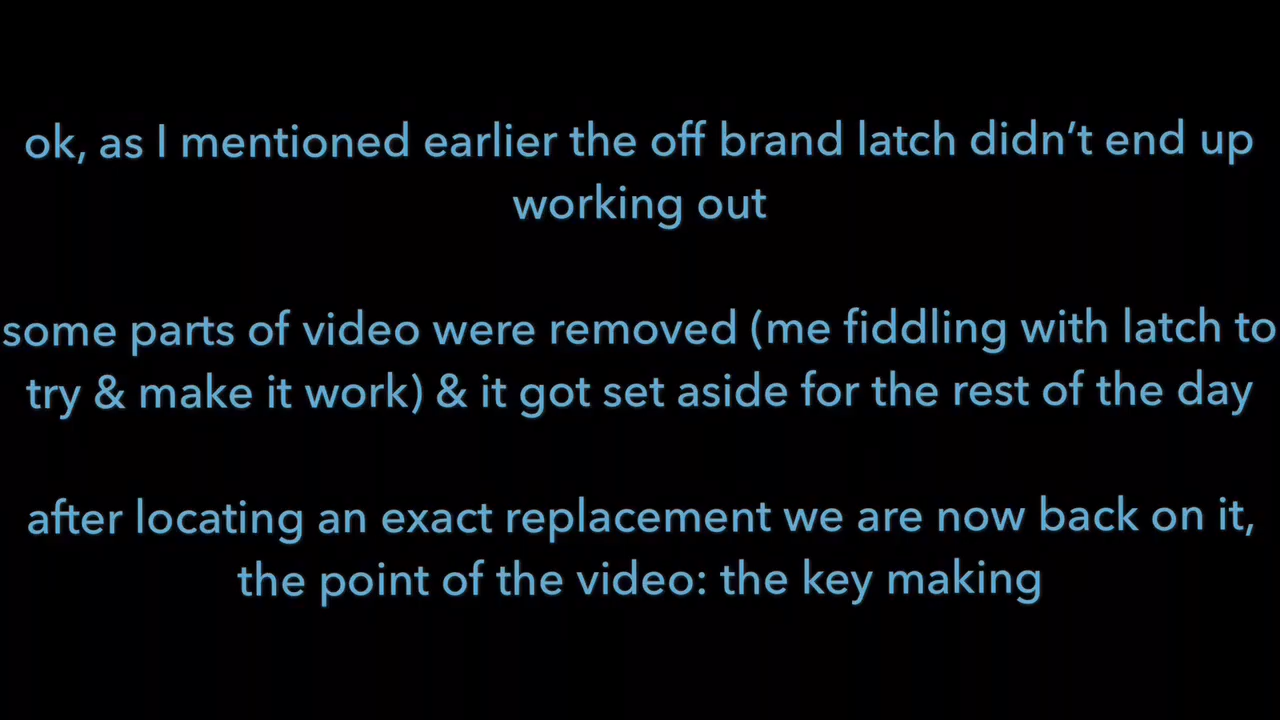 ok, as I mentioned earlier the off brand latch didn’t end up
working out
some parts of video were removed (me fiddling with latch to
try & make it work) & it got set aside for the rest of the day
after locating an exact replacement we are now back on it,
the point of the video: the key making